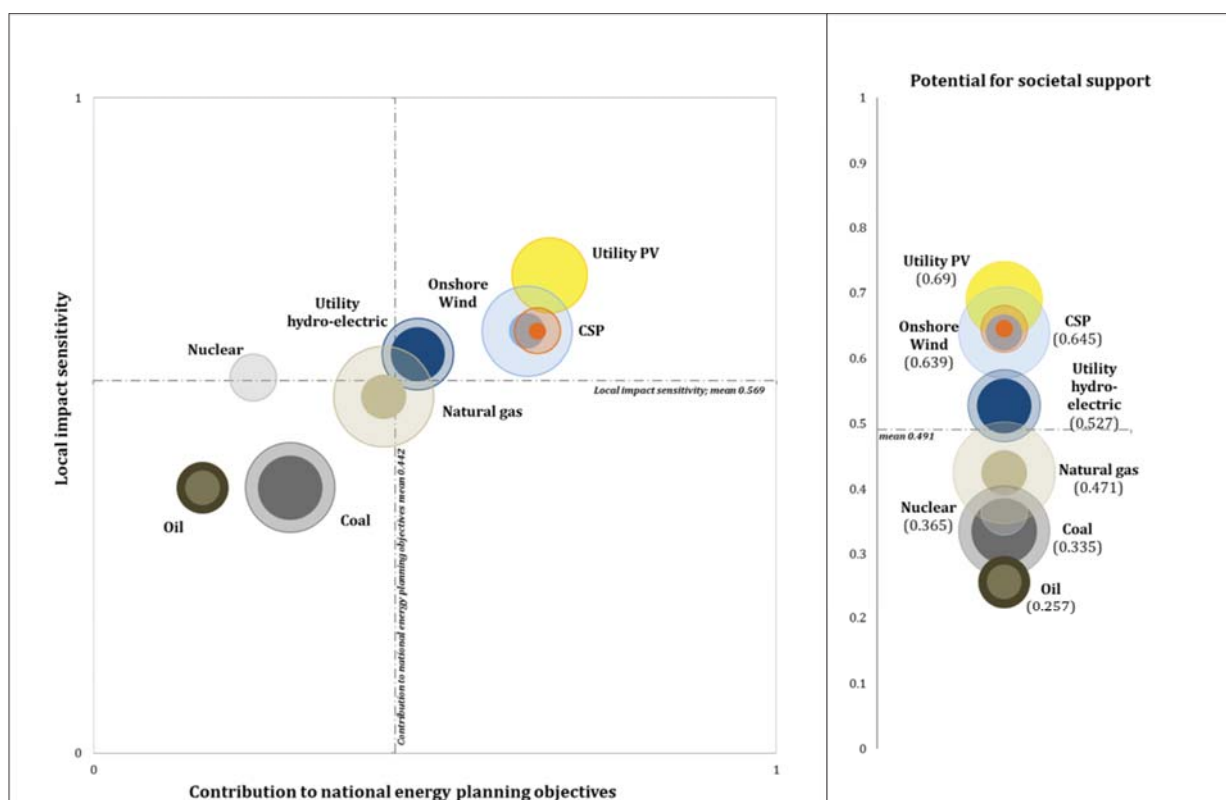 1
Local impact sensitivity
Utility PV
Onshore
Wind
Utility
hydro-electric
CSP
Nuclear
Local impact sensitivity; mean 0.569
Natural gas
Contribution to national energy planning objectives mean 0.442
Coal
Oil
0
0
1
Contribution to national energy planning objectives
Potential for societal support
1
0.9
0.8
0.7
0.6
0.5
0.4
0.3
0.2
0.1
0
Utility PV
(0.69)
Onshore
Wind
(0.639)
CSP
(0.645)
Utility
hydro-
electric
(0.527)
mean 0.491
Natural gas
(0.471)
Nuclear
(0.365)
Coal
(0.335)
Oil
(0.257)